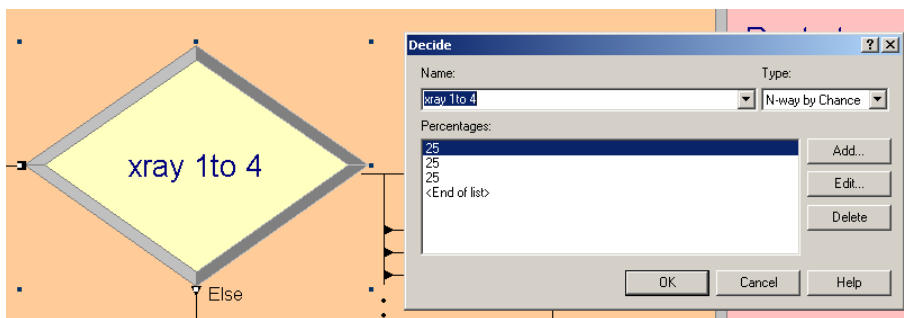 xray 1to 4
Else
Decide
Name:
Type:
xray 1to 4
N-way by Chance
Percentages:
25
25
25
<End of list>
Add...
Edit...
Delete
OK
Cancel
Help